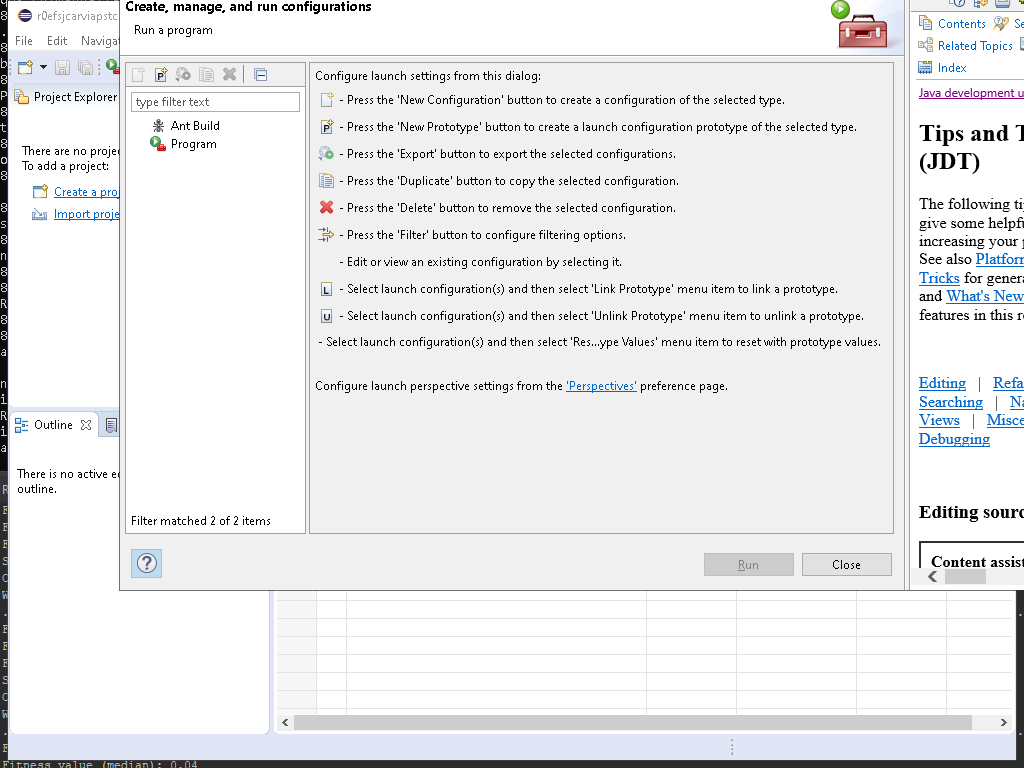 Create, manage, and run configurations
Run a program
r0efsjcarviapstc
File Edit Naviga
Project Explorer
There are no proje
To add a project:
Create a proj
Import proje
Outline
There is no active e
outline.
type filter text
Ant Build
Program
Filter matched 2 of 2 items
Configure launch settings from this dialog:
- Press the 'New Configuration' button to create a configuration of the selected type.
- Press the 'New Prototype' button to create a launch configuration prototype of the selected type.
- Press the 'Export' button to export the selected configurations.
- Press the 'Duplicate' button to copy the selected configuration.
- Press the 'Delete' button to remove the selected configuration.
- Press the 'Filter' button to configure filtering options.
- Edit or view an existing configuration by selecting it.
- Select launch configuration(s) and then select 'Link Prototype' menu item to link a prototype.
- Select launch configuration(s) and then select 'Unlink Prototype' menu item to unlink a prototype.
- Select launch configuration(s) and then select 'Res...ype Values' menu item to reset with prototype values.
Configure launch perspective settings from the 'Perspectives' preference page.
Run
Close
Contents Se
Related Topics
Index
Java development u
Tips and T
(JDT)
The following ti
give some helpfu
increasing your p
See also Platforn
Tricks for genera
and What's New
features in this re
Editing | Refa
Searching | Na
Views | Misce
Debugging
Editing sourc
Content assist
Fitness value (median): 0.04